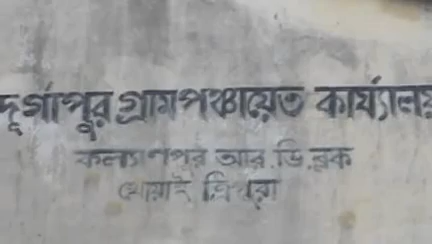 দূর্গাপুর গ্রামপঞ্চায়েত কার্য্যালয়
কল্যাণপুর আর ডি ব্লক
খোয়াই ত্রিপুরা